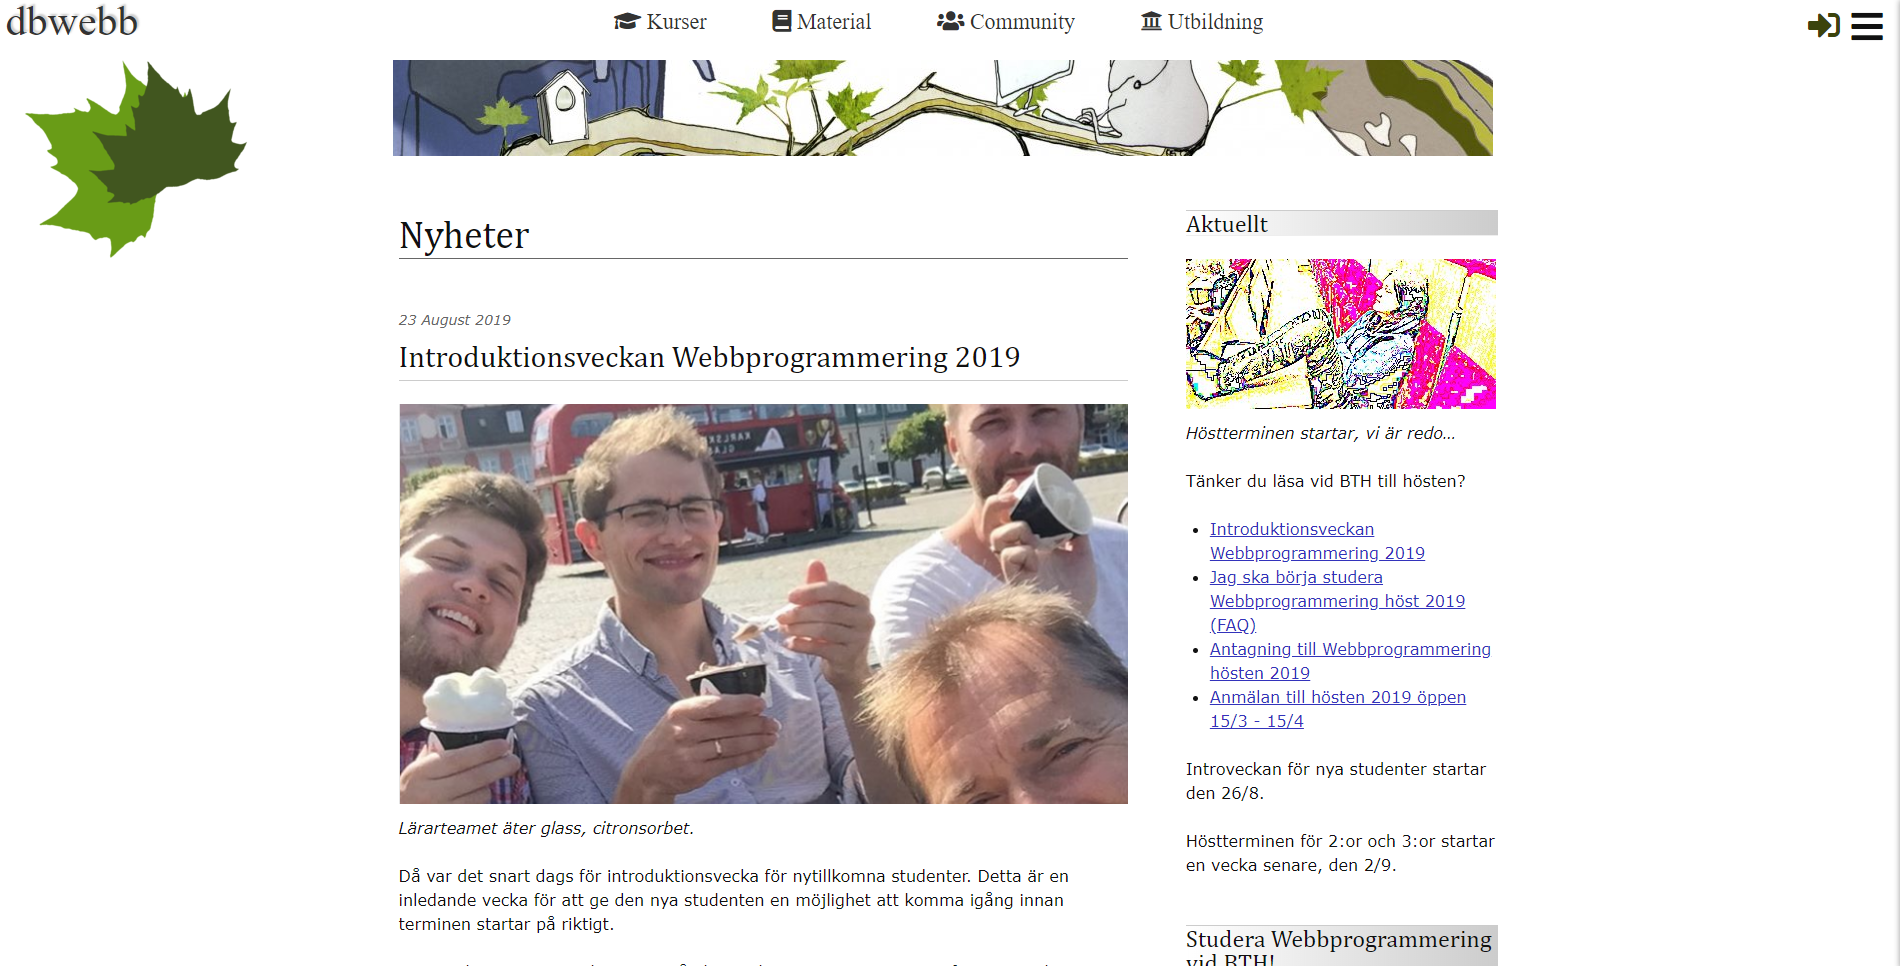 dbwebb
Kurser
Material
Community
Utbildning
Nyheter
23 August 2019
Introduktionsveckan Webbprogrammering 2019
KARLSK
GLA
Lärarteamet äter glass, citronsorbet.
Då var det snart dags för introduktionsvecka för nytillkomna studenter. Detta är en
inledande vecka för att ge den nya studenten en möjlighet att komma igång innan
terminen startar på riktigt.
Aktuellt
Höstterminen startar, vi är redo...
Tänker du läsa vid BTH till hösten?
Introduktionsveckan
Webbprogrammering 2019
Jag ska börja studera
Webbprogrammering höst 2019
(FAQ)
Antagning till Webbprogrammering
hösten 2019
Anmälan till hösten 2019 öppen
15/3 - 15/4
Introveckan för nya studenter startar
den 26/8.
Höstterminen för 2:or och 3:or startar
en vecka senare, den 2/9.
Studera Webbprogrammering
vid BTH!